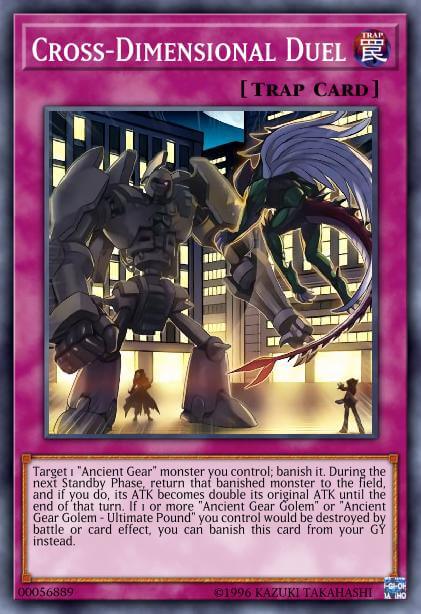 CROSS-DIMENSIONAL DUEL
TRAP
罠
[TRAP CARD]
Target 1 "Ancient Gear" monster you control; banish it. During the
next Standby Phase, return that banished monster to the field,
and if you do, its ATK becomes double its original ATK until the
end of that turn. If 1 or more "Ancient Gear Golem" or "Ancient
Gear Golem - Ultimate Pound" you control would be destroyed by
battle or card effect, you can banish this card from your GY
instead.
00056889
©1996 KAZUKI TAKAHASHI